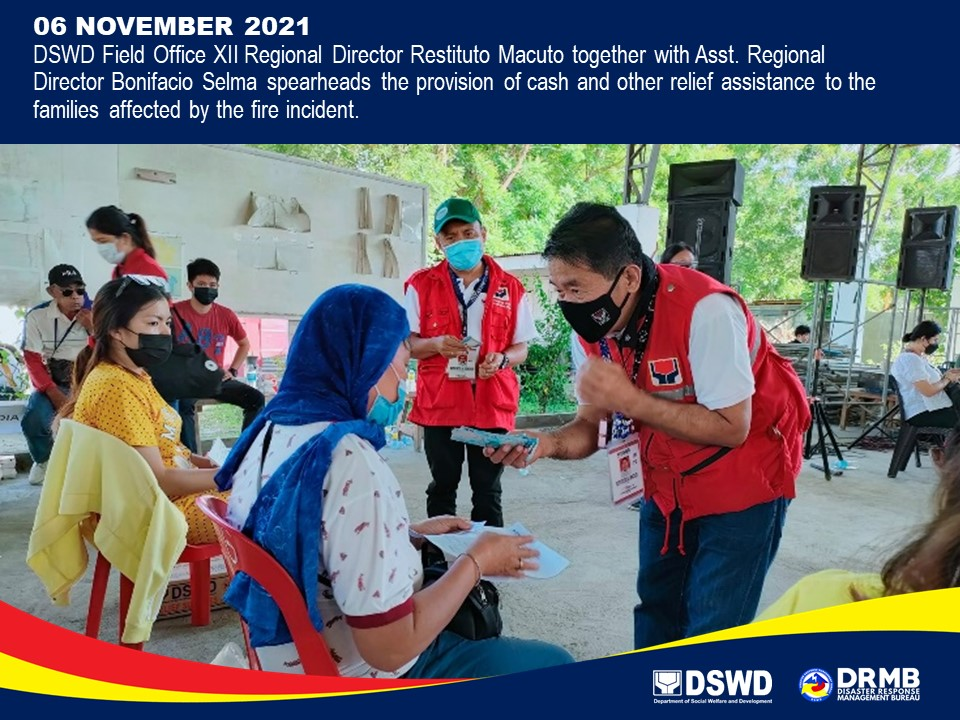 06 NOVEMBER 2021
DSWD Field Office XII Regional Director Restituto Macuto together with Asst. Regional
Director Bonifacio Selma spearheads the provision of cash and other relief assistance to the
families affected by the fire incident.
DSWD
DSWD
Department of Social Welfare and Development
DRMB
DISASTER RESPONSE
MANAGEMENT BUREAU